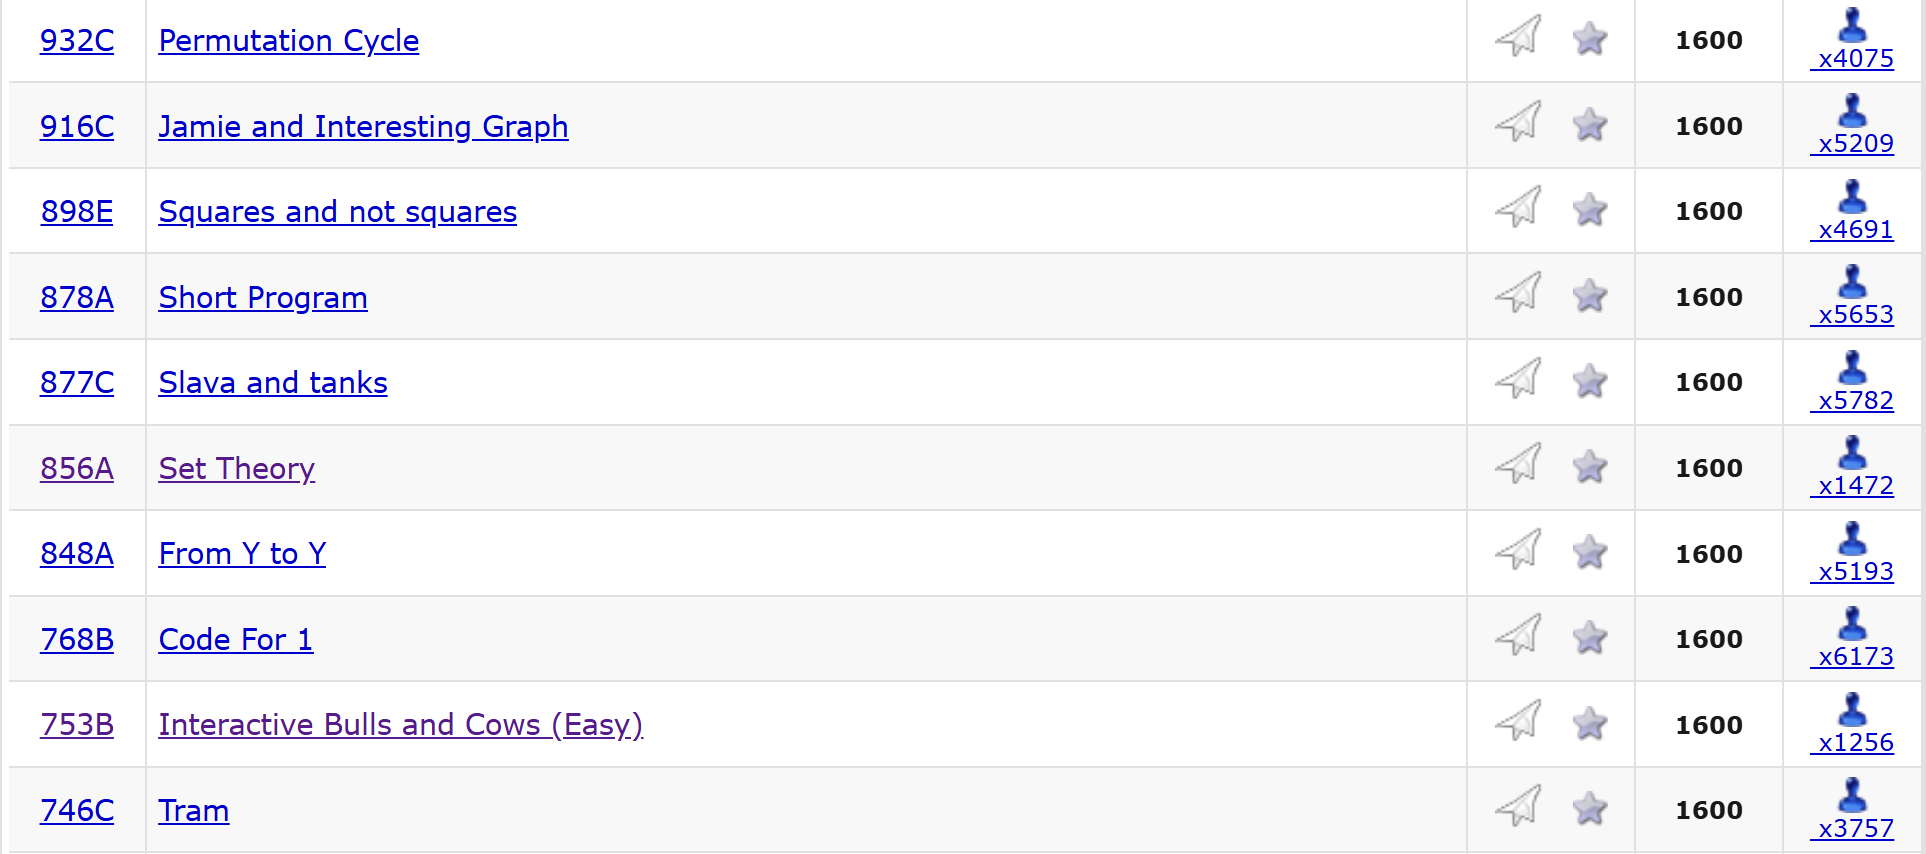 932C Permutation Cycle 1600 x4075
916C Jamie and Interesting Graph 1600 x5209
898E Squares and not squares 1600 x4691
878A Short Program 1600 x5653
877C Slava and tanks 1600 x5782
856A Set Theory 1600 x1472
848A From Y to Y 1600 x5193
768B Code For 1 1600 x6173
753B Interactive Bulls and Cows (Easy) 1600 x1256
746C Tram 1600 x3757